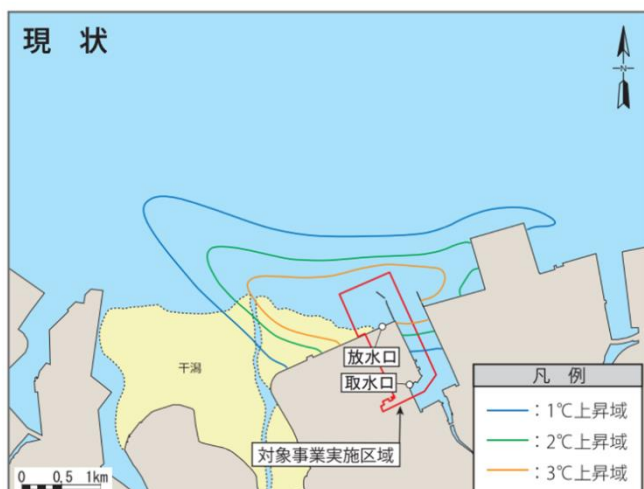 現 状
N
干潟
放水口
取水口
対象事業実施区域
凡 例
：1℃上昇域
：2℃上昇域
：3℃上昇域
0 0.5 1km